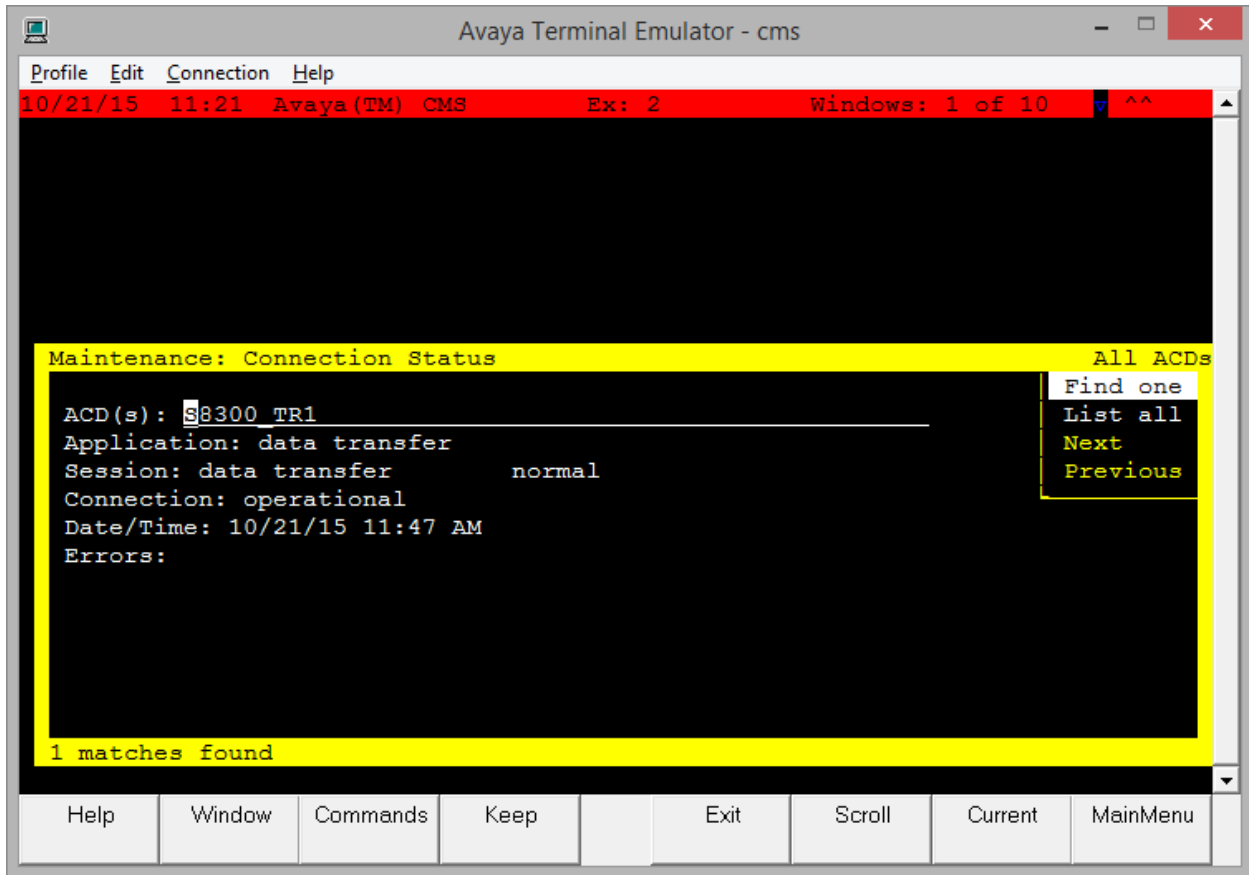 Avaya Terminal Emulator - cms
Profile Edit Connection Help
10/21/15 11:21 Avaya(TM) CMS Ex: 2 Windows: 1 of 10 ^^
Maintenance: Connection Status All ACDs
Find one
ACD(s): S8300_TR1 List all
Application: data transfer Next
Session: data transfer normal Previous
Connection: operational
Date/Time: 10/21/15 11:47 AM
Errors:
1 matches found
Help Window Commands Keep Exit Scroll Current MainMenu